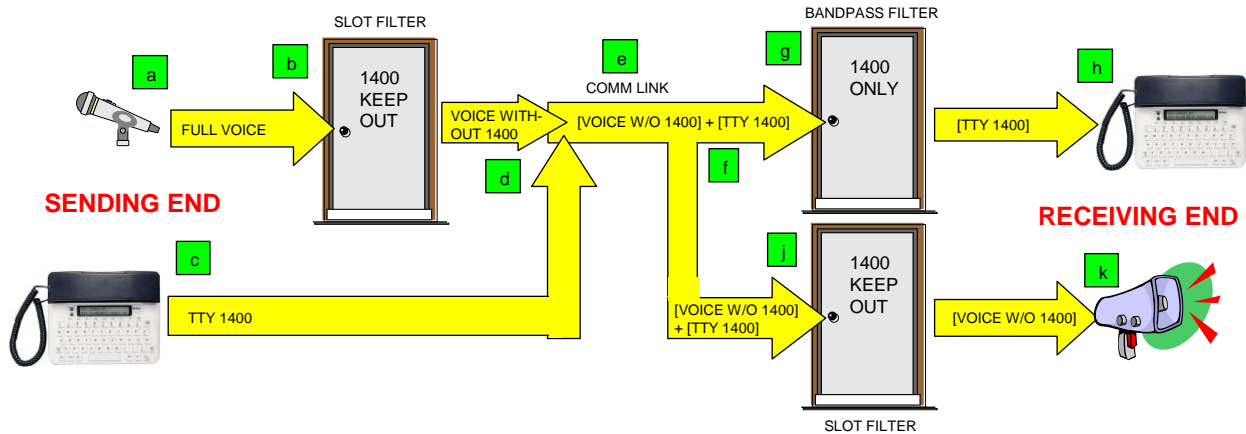 SLOT FILTER
BANDPASS FILTER
a
b
e
g
h
1400
KEEP
OUT
COMM LINK
1400
ONLY
FULL VOICE
VOICE WITH-
OUT 1400
[VOICE W/O 1400] + [TTY 1400]
[TTY 1400]
d
f
SENDING END
RECEIVING END
c
j
k
1400
KEEP
OUT
TTY 1400
[VOICE W/O 1400]
+ [TTY 1400]
[VOICE W/O 1400]
SLOT FILTER